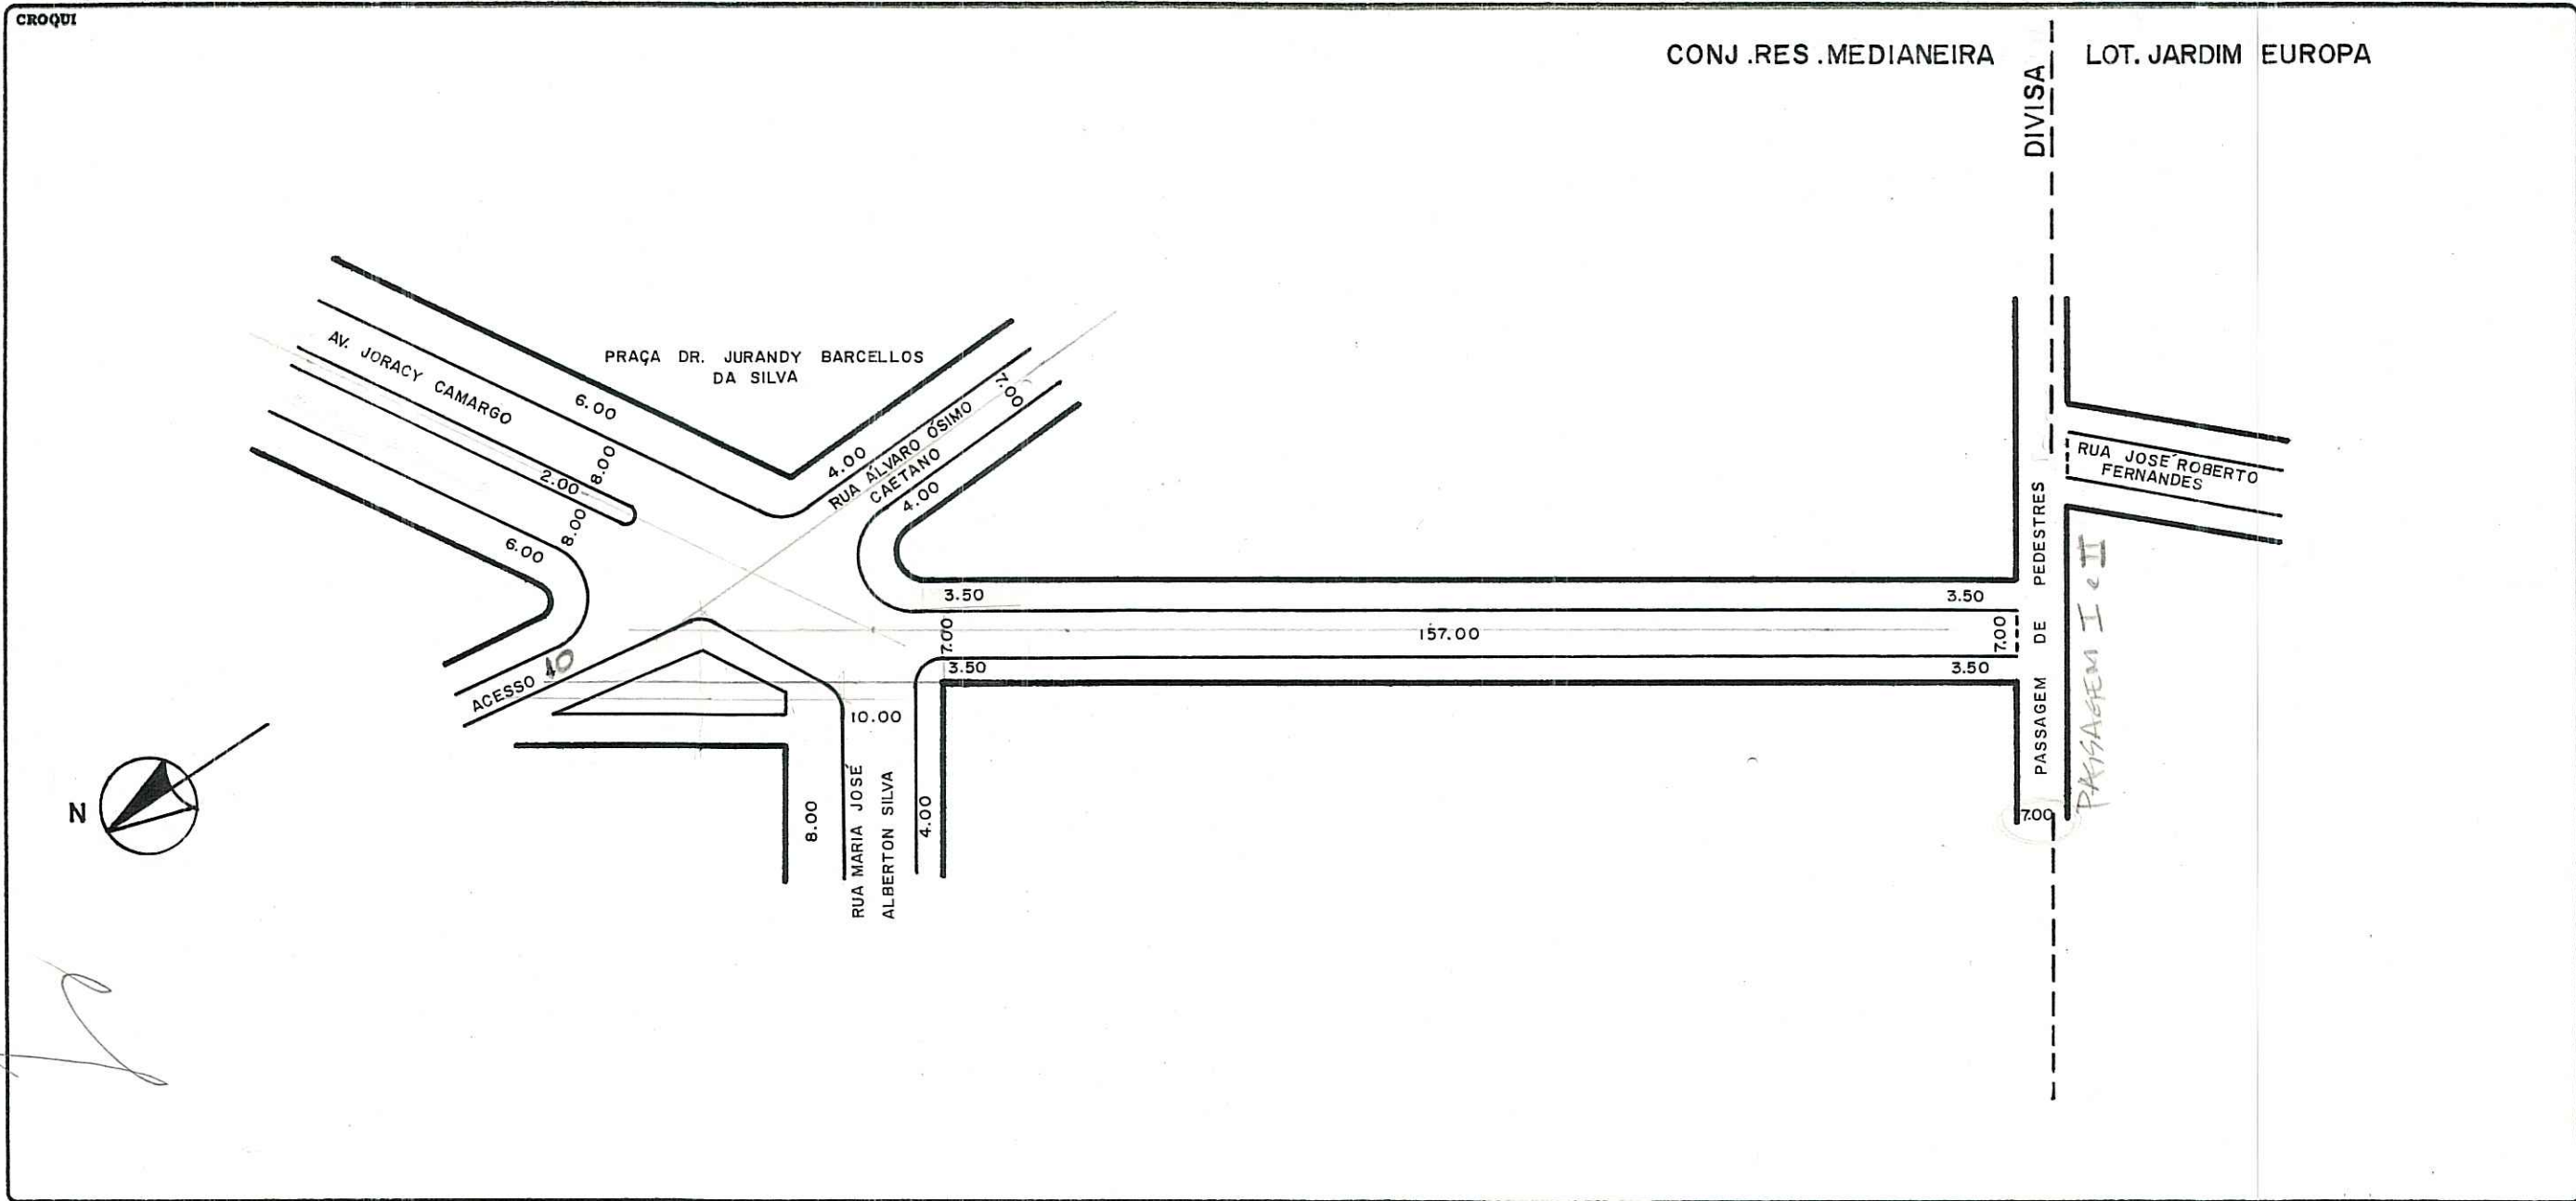 CROQUI
CONJ.RES.MEDIANEIRA
DIVISA
LOT. JARDIM EUROPA
AV. JORACY CAMARGO
PRAÇA DR. JURANDY BARCELLOS
DA SILVA
6.00
8.00
2.00
8.00
6.00
4.00
RUA ÁLVARO ÓSIMO
CAETANO
7.00
4.00
RUA JOSÉ ROBERTO
FERNANDES
3.50
3.50
7.00
157.00
7.00
3.50
3.50
PASSAGEM DE PEDESTRES
PASSAGEM I e II
7.00
ACESSO 10
10.00
8.00
RUA MARIA JOSÉ
ALBERTON SILVA
4.00
N